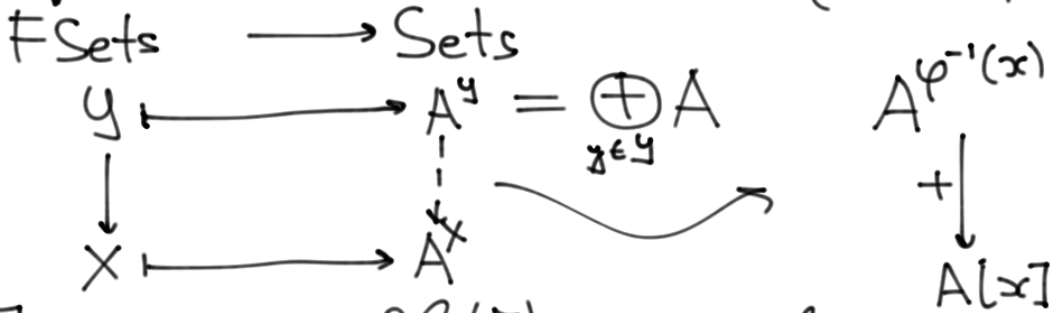 FSets ⟶ Sets
Y ⟼ A^Y = ⊕_{y∈Y} A   A^{φ^{-1}(x)}
↓ ⇣ ⤳ + ↓
X ⟼ A^X   A[x]